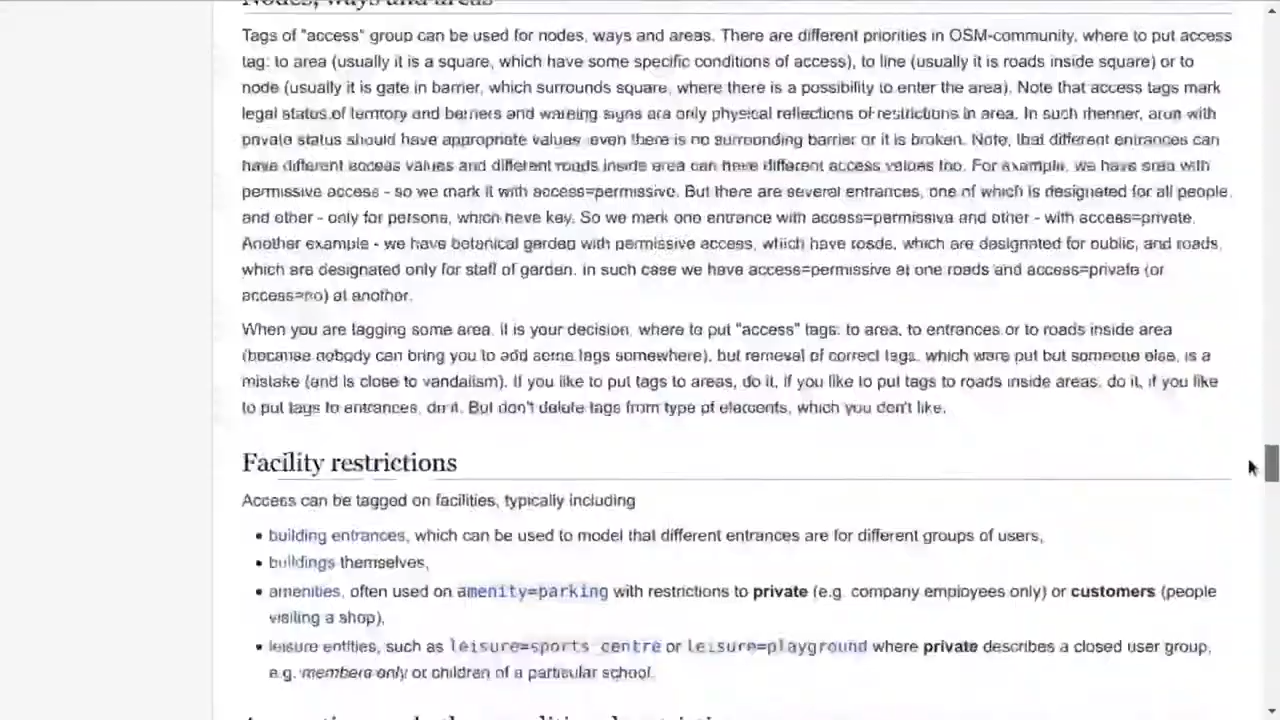 Nodes, ways and areas
Tags of "access" group can be used for nodes, ways and areas. There are different priorities in OSM-community, where to put access
tag: to area (usually it is a square, which have some specific conditions of access), to line (usually it is roads inside square) or to
node (usually it is gate in barrier, which surrounds square, where there is a possibility to enter the area). Note that access tags mark
legal status of territory and barriers and warning signs are only physical reflections of restrictions in area. In such manner, area with
private status should have appropriate values even there is no surrounding barrier or it is broken. Note, that different entrances can
have different access values and different roads inside area can have different access values too. For example, we have area with
permissive access - so we mark it with access=permissive. But there are several entrances, one of which is designated for all people,
and other - only for persons, which have key. So we mark one entrance with access=permissive and other - with access=private.
Another example - we have botanical garden with permissive access, which have roads, which are designated for public, and roads,
which are designated only for staff of garden. In such case we have access=permissive at one roads and access=private (or
access=no) at another.
When you are tagging some area, it is your decision, where to put "access" tags: to area, to entrances or to roads inside area
(because nobody can bring you to add some tags somewhere), but removal of correct tags, which were put but someone else, is a
mistake (and is close to vandalism). If you like to put tags to areas, do it, if you like to put tags to roads inside areas, do it, if you like
to put tags to entrances, do it. But don't delete tags from type of elements, which you don't like.
Facility restrictions
Access can be tagged on facilities, typically including
• building entrances, which can be used to model that different entrances are for different groups of users,
• buildings themselves,
• amenities, often used on amenity=parking with restrictions to private (e.g. company employees only) or customers (people
visiting a shop),
• leisure entities, such as leisure=sports_centre or leisure=playground where private describes a closed user group,
e.g. members only or children of a particular school.